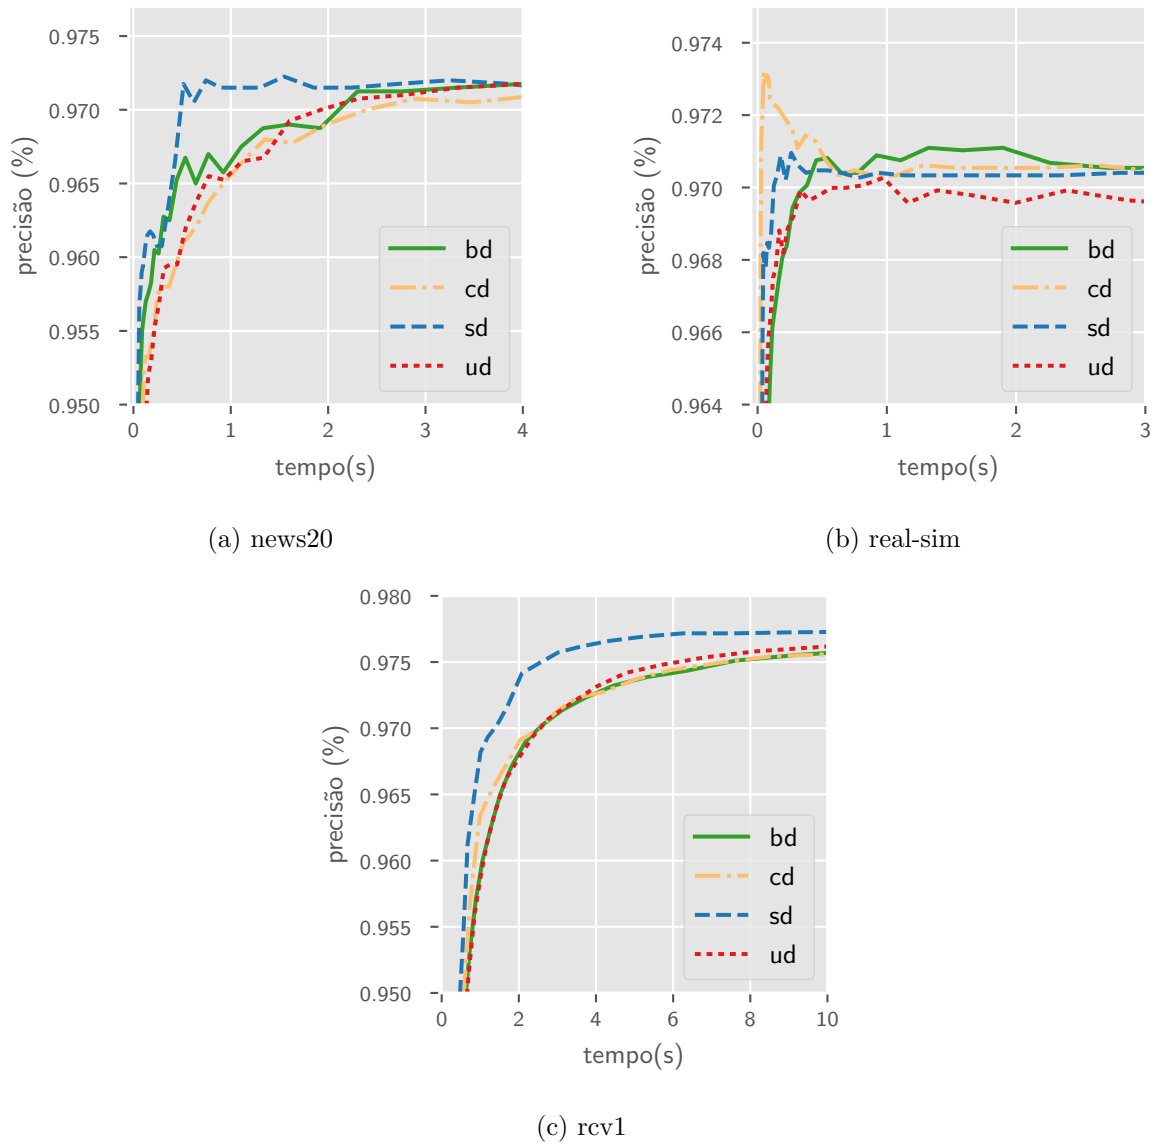 0.975
0.970
0.965
0.960
0.955
0.950
precisão (%)
bd
cd
sd
ud
0 1 2 3 4
tempo(s)
(a) news20
0.974
0.972
0.970
0.968
0.966
0.964
precisão (%)
bd
cd
sd
ud
0 1 2 3
tempo(s)
(b) real-sim
0.980
0.975
0.970
0.965
0.960
0.955
0.950
precisão (%)
bd
cd
sd
ud
0 2 4 6 8 10
tempo(s)
(c) rcv1